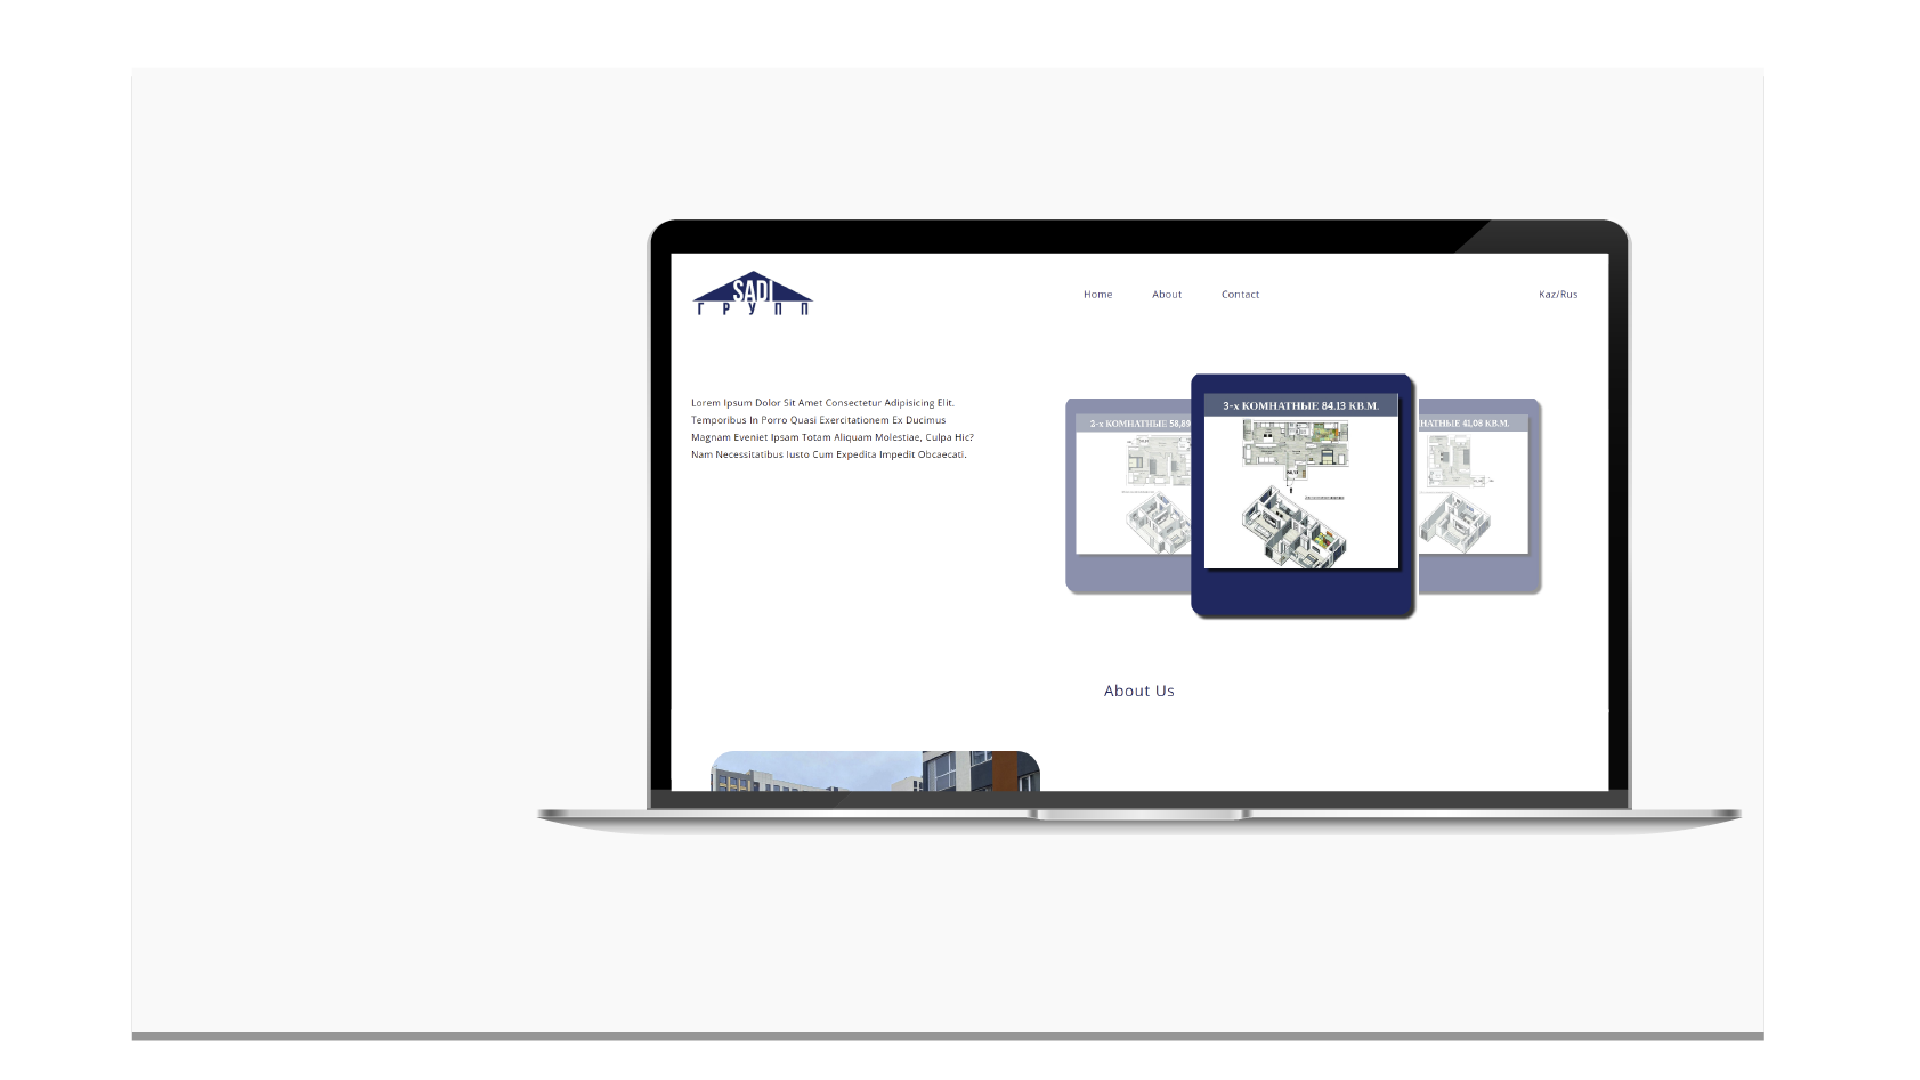 SADI
ГРУПП
Home About Contact
Kaz/Rus
Lorem Ipsum Dolor Sit Amet Consectetur Adipisicing Elit.
Temporibus In Porro Quasi Exercitationem Ex Ducimus
Magnam Eveniet Ipsam Totam Aliquam Molestiae, Culpa Hic?
Nam Necessitatibus Iusto Cum Expedita Impedit Obcaecati.
2-х КОМНАТНЫЕ 58,89
3-х КОМНАТНЫЕ 84.13 КВ.М.
НАТНЫЕ 41,08 КВ.М.
About Us